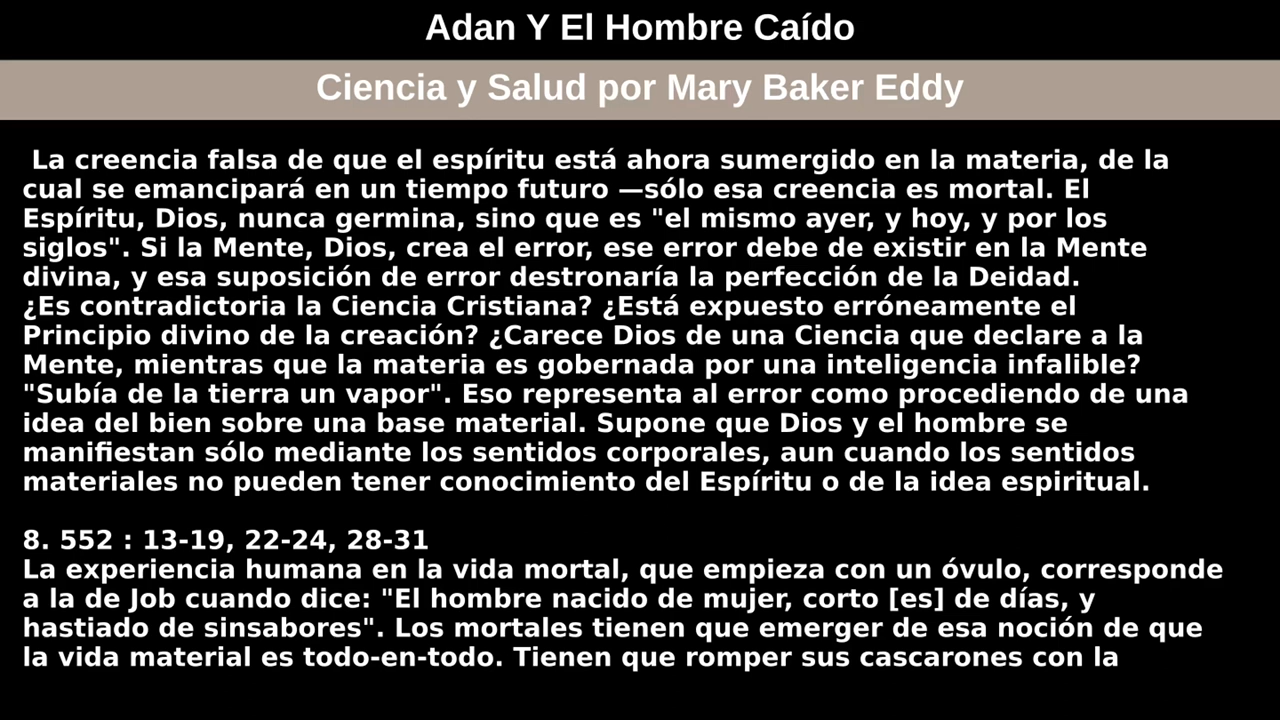 Adan Y El Hombre Caído
Ciencia y Salud por Mary Baker Eddy
La creencia falsa de que el espíritu está ahora sumergido en la materia, de la
cual se emancipará en un tiempo futuro —sólo esa creencia es mortal. El
Espíritu, Dios, nunca germina, sino que es "el mismo ayer, y hoy, y por los
siglos". Si la Mente, Dios, crea el error, ese error debe de existir en la Mente
divina, y esa suposición de error destronaría la perfección de la Deidad.
¿Es contradictoria la Ciencia Cristiana? ¿Está expuesto erróneamente el
Principio divino de la creación? ¿Carece Dios de una Ciencia que declare a la
Mente, mientras que la materia es gobernada por una inteligencia infalible?
"Subía de la tierra un vapor". Eso representa al error como procediendo de una
idea del bien sobre una base material. Supone que Dios y el hombre se
manifiestan sólo mediante los sentidos corporales, aun cuando los sentidos
materiales no pueden tener conocimiento del Espíritu o de la idea espiritual.
8. 552 : 13-19, 22-24, 28-31
La experiencia humana en la vida mortal, que empieza con un óvulo, corresponde
a la de Job cuando dice: "El hombre nacido de mujer, corto [es] de días, y
hastiado de sinsabores". Los mortales tienen que emerger de esa noción de que
la vida material es todo-en-todo. Tienen que romper sus cascarones con la